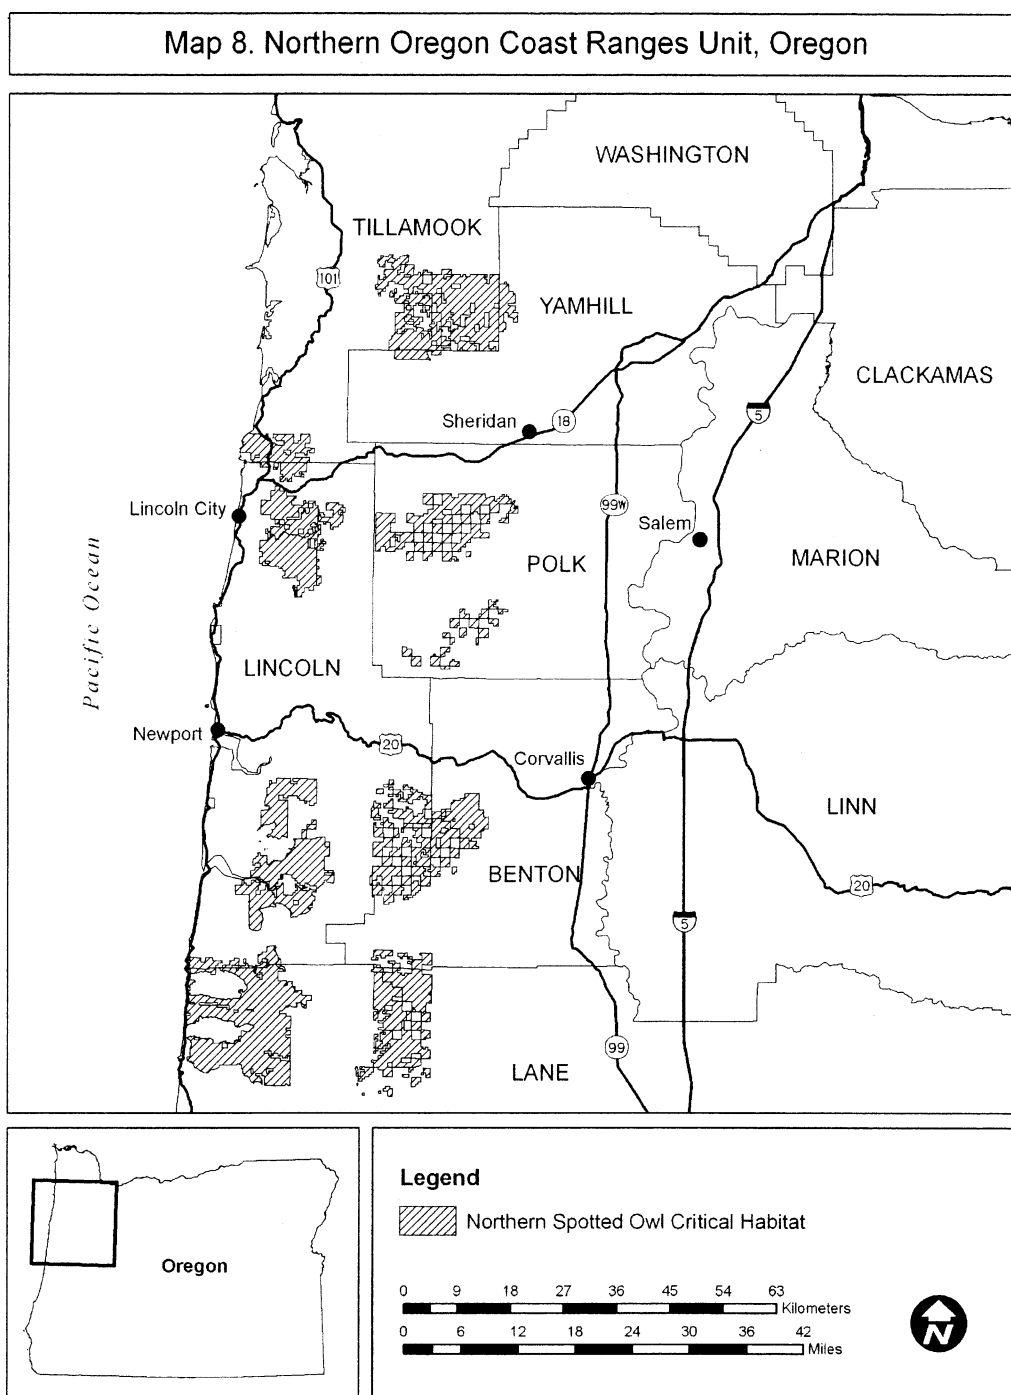 Map 8. Northern Oregon Coast Ranges Unit, Oregon
WASHINGTON
TILLAMOOK
101
YAMHILL
CLACKAMAS
Sheridan
18
5
Lincoln City
99W
Salem
Pacific Ocean
POLK
MARION
LINCOLN
Newport
20
Corvallis
LINN
BENTON
20
5
99
LANE
Oregon
Legend
Northern Spotted Owl Critical Habitat
0 9 18 27 36 45 54 63
Kilometers
0 6 12 18 24 30 36 42
Miles
N